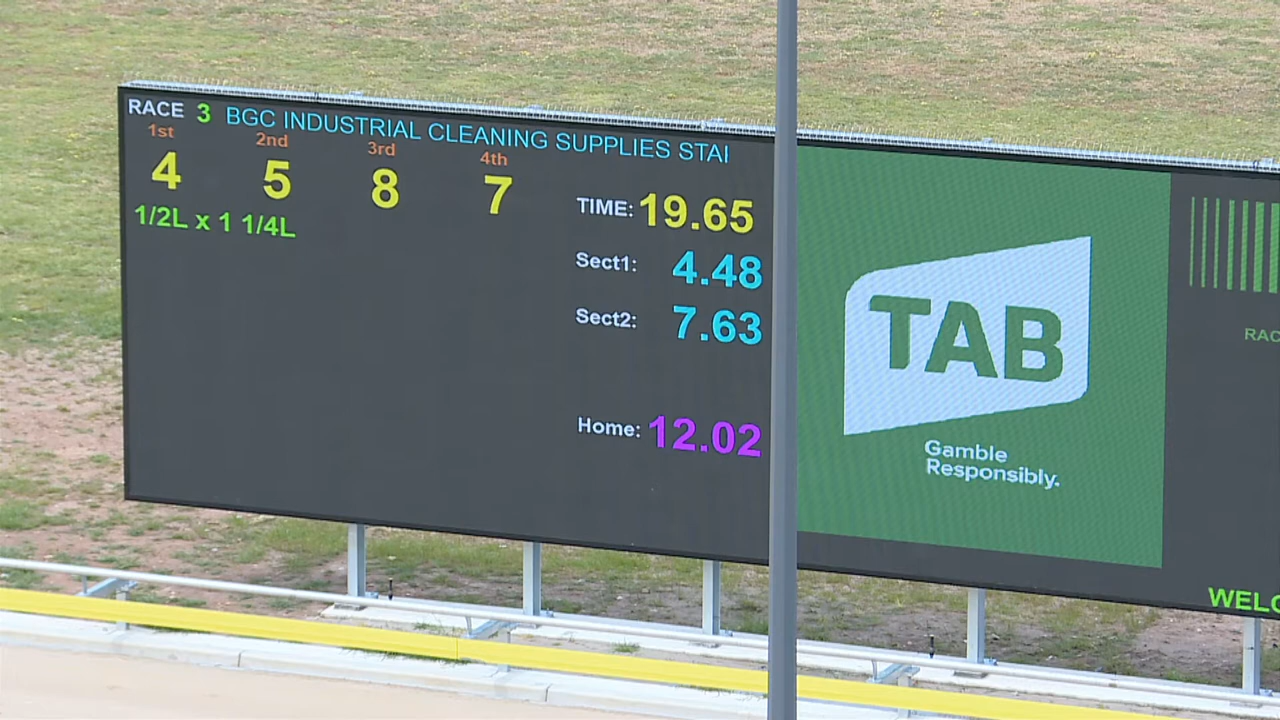 RACE 3 BGC INDUSTRIAL CLEANING SUPPLIES STAI
1st 2nd 3rd 4th
4 5 8 7
1/2L x 1 1/4L
TIME: 19.65
Sect1: 4.48
Sect2: 7.63
Home: 12.02
TAB
Gamble
Responsibly.
RAC
WELC